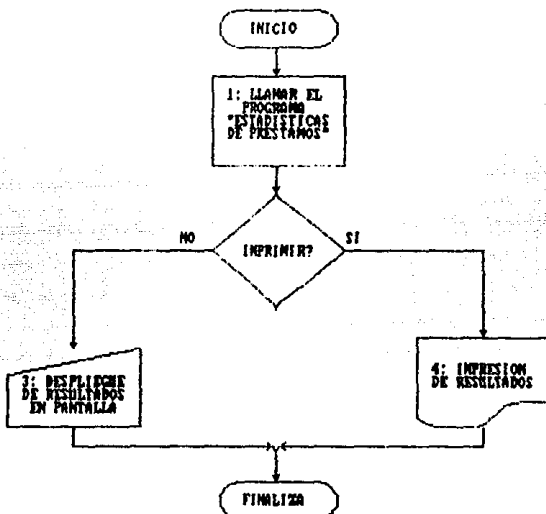 INICIO
1: LLAMAR EL
PROGRAMA
"ESTADISTICAS
DE PRESTAMOS"
IMPRIMIR?
NO
SI
3: DESPLIEGUE
DE RESULTADOS
EN PANTALLA
4: IMPRESION
DE RESULTADOS
FINALIZA